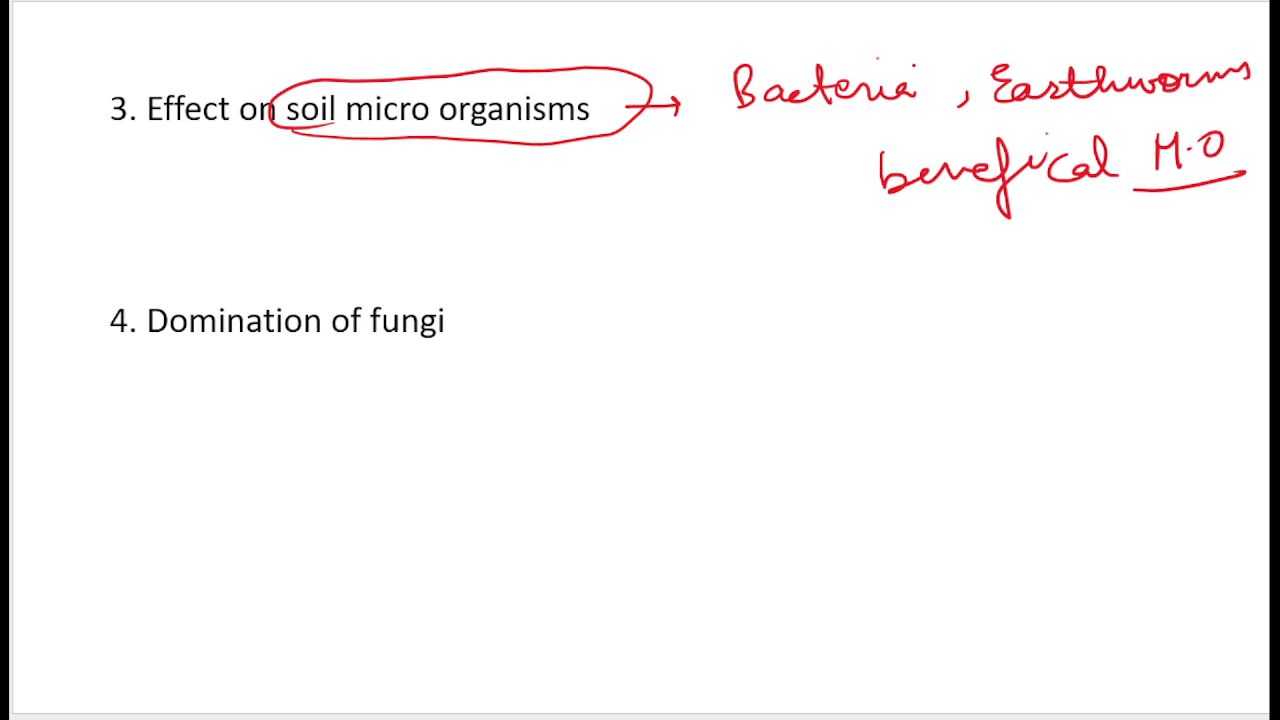 3. Effect on soil micro organisms → Bacteria, Earthworms
benefical M.O
4. Domination of fungi